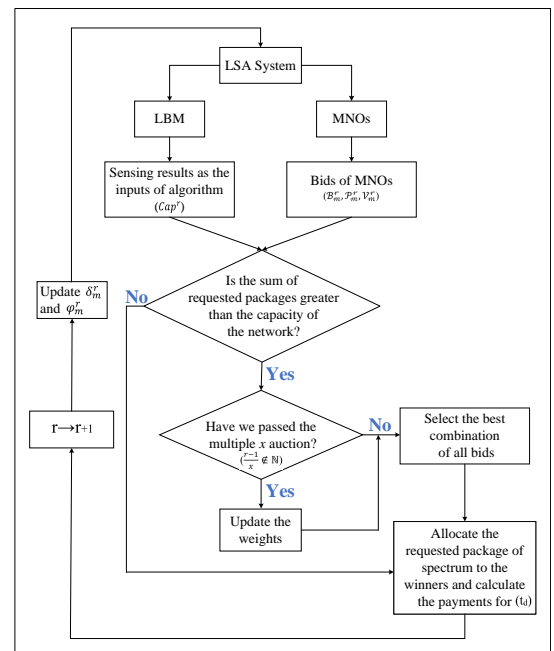 LSA System
LBM
MNOs
Sensing results as the
inputs of algorithm
(Cap^r)
Bids of MNOs
(ℬ_m^r, 𝒫_m^r, 𝒱_m^r)
Is the sum of
requested packages greater
than the capacity of
the network?
No
Yes
Update δ_m^r
and φ_m^r
r→r+1
Have we passed the
multiple x auction?
(\frac{r−1}{x} ∉ ℕ)
No
Yes
Select the best
combination
of all bids
Update the
weights
Allocate the
requested package of
spectrum to the
winners and calculate
the payments for (t_d)